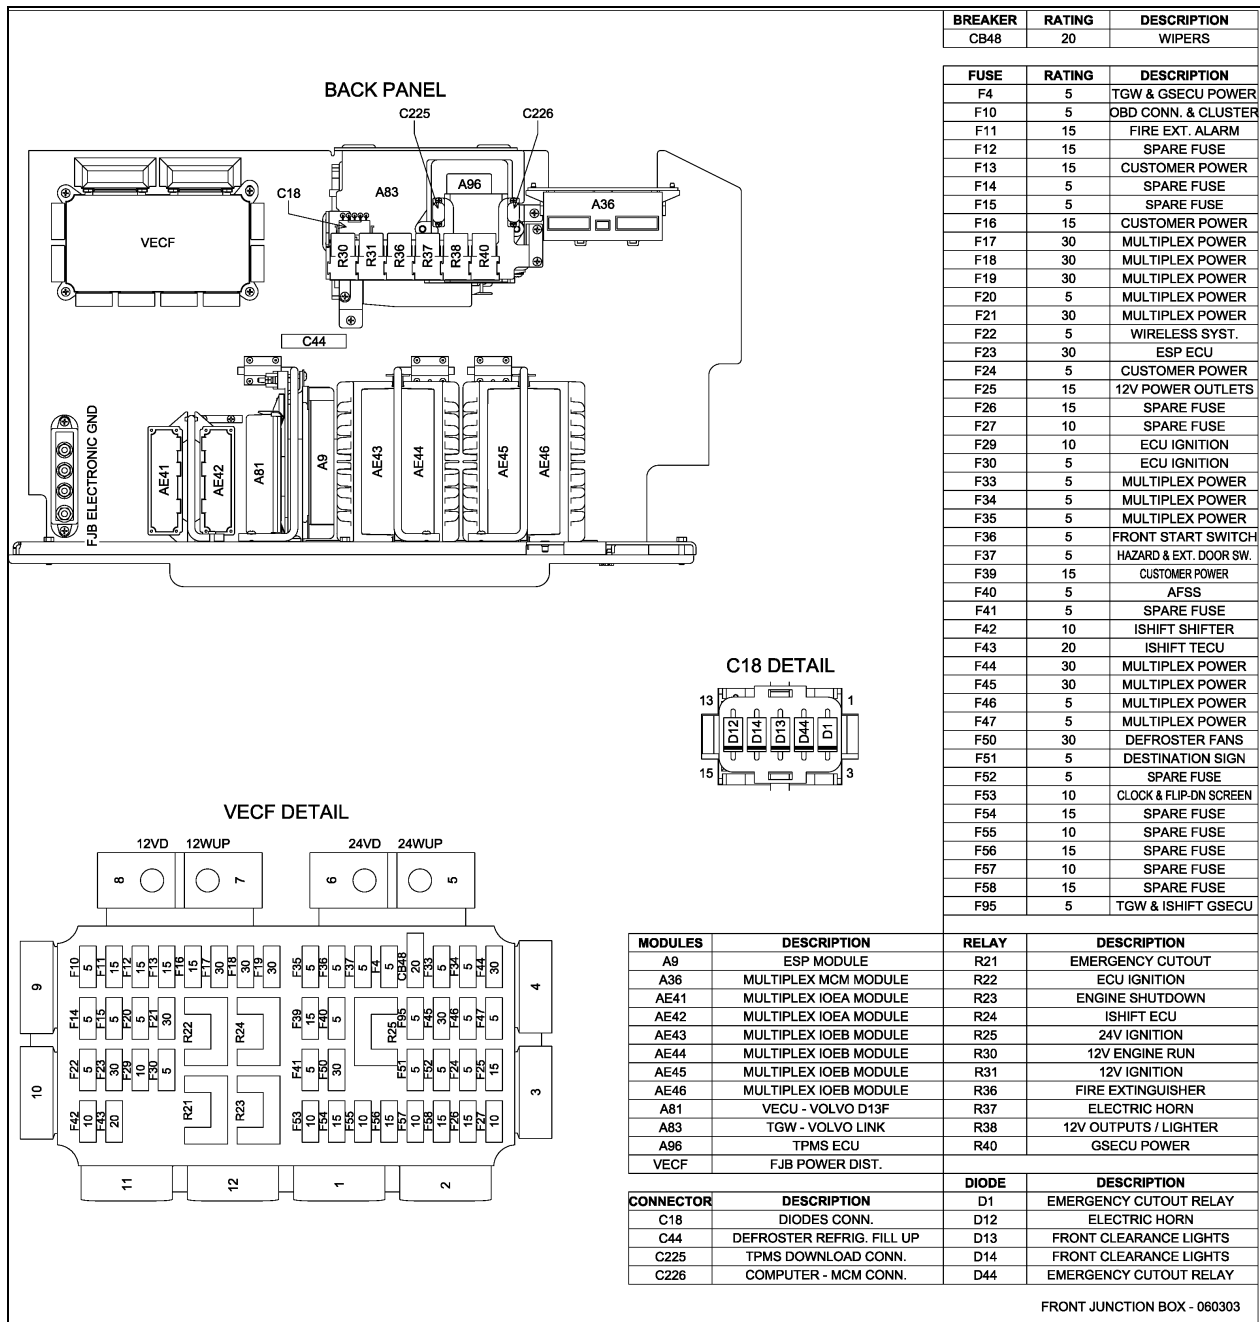 BREAKER RATING DESCRIPTION
CB48 20 WIPERS
FUSE RATING DESCRIPTION
F4 5 TGW & GSECU POWER
F10 5 OBD CONN. & CLUSTER
F11 15 FIRE EXT. ALARM
F12 15 SPARE FUSE
F13 15 CUSTOMER POWER
F14 5 SPARE FUSE
F15 5 SPARE FUSE
F16 15 CUSTOMER POWER
F17 30 MULTIPLEX POWER
F18 30 MULTIPLEX POWER
F19 30 MULTIPLEX POWER
F20 5 MULTIPLEX POWER
F21 30 MULTIPLEX POWER
F22 5 WIRELESS SYST.
F23 30 ESP ECU
F24 5 CUSTOMER POWER
F25 15 12V POWER OUTLETS
F26 15 SPARE FUSE
F27 10 SPARE FUSE
F29 10 ECU IGNITION
F30 5 ECU IGNITION
F33 5 MULTIPLEX POWER
F34 5 MULTIPLEX POWER
F35 5 MULTIPLEX POWER
F36 5 FRONT START SWITCH
F37 5 HAZARD & EXT. DOOR SW.
F39 15 CUSTOMER POWER
F40 5 AFSS
F41 5 SPARE FUSE
F42 10 ISHIFT SHIFTER
F43 20 ISHIFT TECU
F44 30 MULTIPLEX POWER
F45 30 MULTIPLEX POWER
F46 5 MULTIPLEX POWER
F47 5 MULTIPLEX POWER
F50 30 DEFROSTER FANS
F51 5 DESTINATION SIGN
F52 5 SPARE FUSE
F53 10 CLOCK & FLIP-DN SCREEN
F54 15 SPARE FUSE
F55 10 SPARE FUSE
F56 15 SPARE FUSE
F57 10 SPARE FUSE
F58 15 SPARE FUSE
F95 5 TGW & ISHIFT GSECU
BACK PANEL
C225 C226
C18 A83 A96 A36
VECF
R30 R31 R36 R37 R38 R40
C44
FJB ELECTRONIC GND
AE41 AE42 A81 A9 AE43 AE44 AE45 AE46
C18 DETAIL
13 1
D12 D14 D13 D44 D1
15 3
VECF DETAIL
12VD 12WUP 24VD 24WUP
8 7 6 5
9 4
F10 5 F11 15 F12 15 F13 15 F16 15 F17 30 F18 30 F19 30 F35 5 F36 5 F37 5 F4 5 CB48 20 F33 5 F34 5 F44 30
F14 5 F15 5 F20 5 F21 30 R22 R24 F39 15 F40 5 R25 F95 5 F45 30 F46 5 F47 5
10 3
F22 5 F23 30 F29 10 F30 5 F41 5 F50 30 F51 5 F52 5 F24 5 F25 15
F42 10 F43 20 R21 R23 F53 10 F54 15 F55 10 F56 15 F57 10 F58 15 F26 15 F27 10
11 12 1 2
MODULES DESCRIPTION
A9 ESP MODULE
A36 MULTIPLEX MCM MODULE
AE41 MULTIPLEX IOEA MODULE
AE42 MULTIPLEX IOEA MODULE
AE43 MULTIPLEX IOEB MODULE
AE44 MULTIPLEX IOEB MODULE
AE45 MULTIPLEX IOEB MODULE
AE46 MULTIPLEX IOEB MODULE
A81 VECU - VOLVO D13F
A83 TGW - VOLVO LINK
A96 TPMS ECU
VECF FJB POWER DIST.
RELAY DESCRIPTION
R21 EMERGENCY CUTOUT
R22 ECU IGNITION
R23 ENGINE SHUTDOWN
R24 ISHIFT ECU
R25 24V IGNITION
R30 12V ENGINE RUN
R31 12V IGNITION
R36 FIRE EXTINGUISHER
R37 ELECTRIC HORN
R38 12V OUTPUTS / LIGHTER
R40 GSECU POWER
CONNECTOR DESCRIPTION
C18 DIODES CONN.
C44 DEFROSTER REFRIG. FILL UP
C225 TPMS DOWNLOAD CONN.
C226 COMPUTER - MCM CONN.
DIODE DESCRIPTION
D1 EMERGENCY CUTOUT RELAY
D12 ELECTRIC HORN
D13 FRONT CLEARANCE LIGHTS
D14 FRONT CLEARANCE LIGHTS
D44 EMERGENCY CUTOUT RELAY
FRONT JUNCTION BOX - 060303